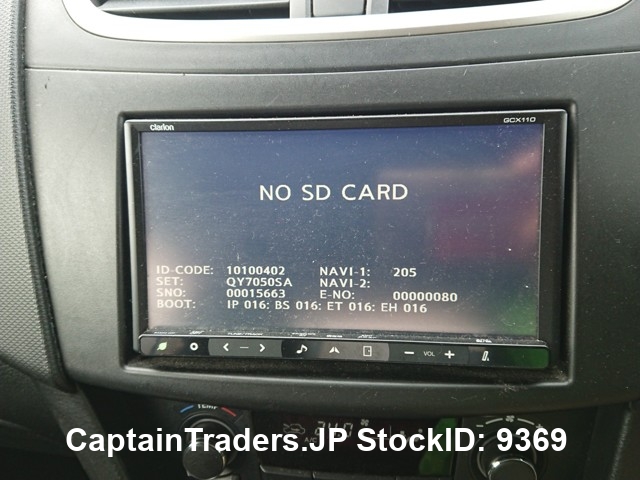 clarion GCX110
NO SD CARD
ID-CODE: 10100402 NAVI-1: 205
SET: QY7050SA NAVI-2:
SNO: 00015663 E-NO: 00000080
BOOT: IP 016: BS 016: ET 016: EH 016
VOL
TEMP
CaptainTraders.JP StockID: 9369